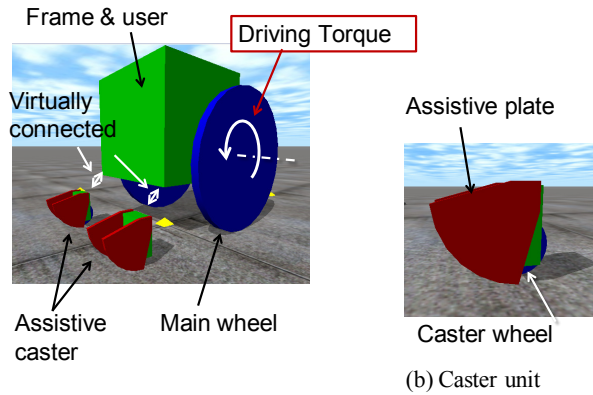 Frame & user
Driving Torque
Virtually
connected
Assistive
caster
Main wheel
Assistive plate
Caster wheel
(b) Caster unit